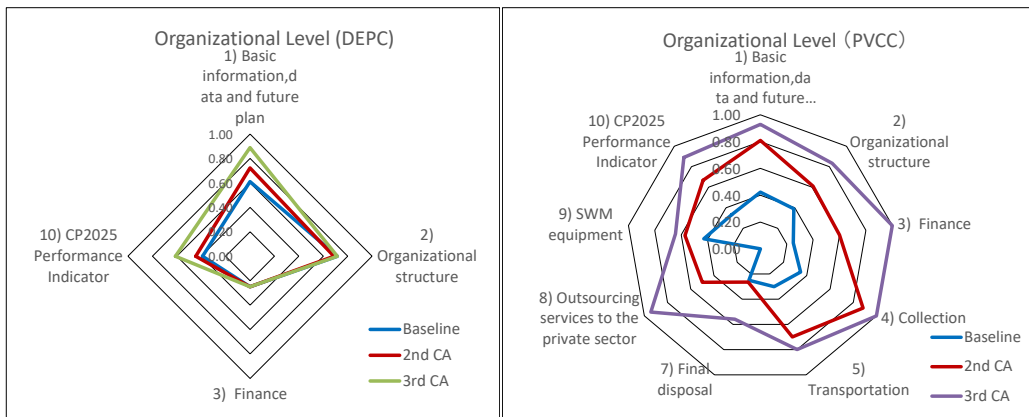 Organizational Level (DEPC)
1) Basic
information,d
ata and future
plan
1.00
0.80
0.60
0.40
0.20
0.00
2)
Organizational
structure
3) Finance
10) CP2025
Performance
Indicator
Baseline
2nd CA
3rd CA
Organizational Level (PVCC)
1) Basic
information,da
ta and future...
1.00
0.80
0.60
0.40
0.20
0.00
2)
Organizational
structure
3) Finance
4) Collection
5)
Transportation
7) Final
disposal
8) Outsourcing
services to the
private sector
9) SWM
equipment
10) CP2025
Performance
Indicator
Baseline
2nd CA
3rd CA